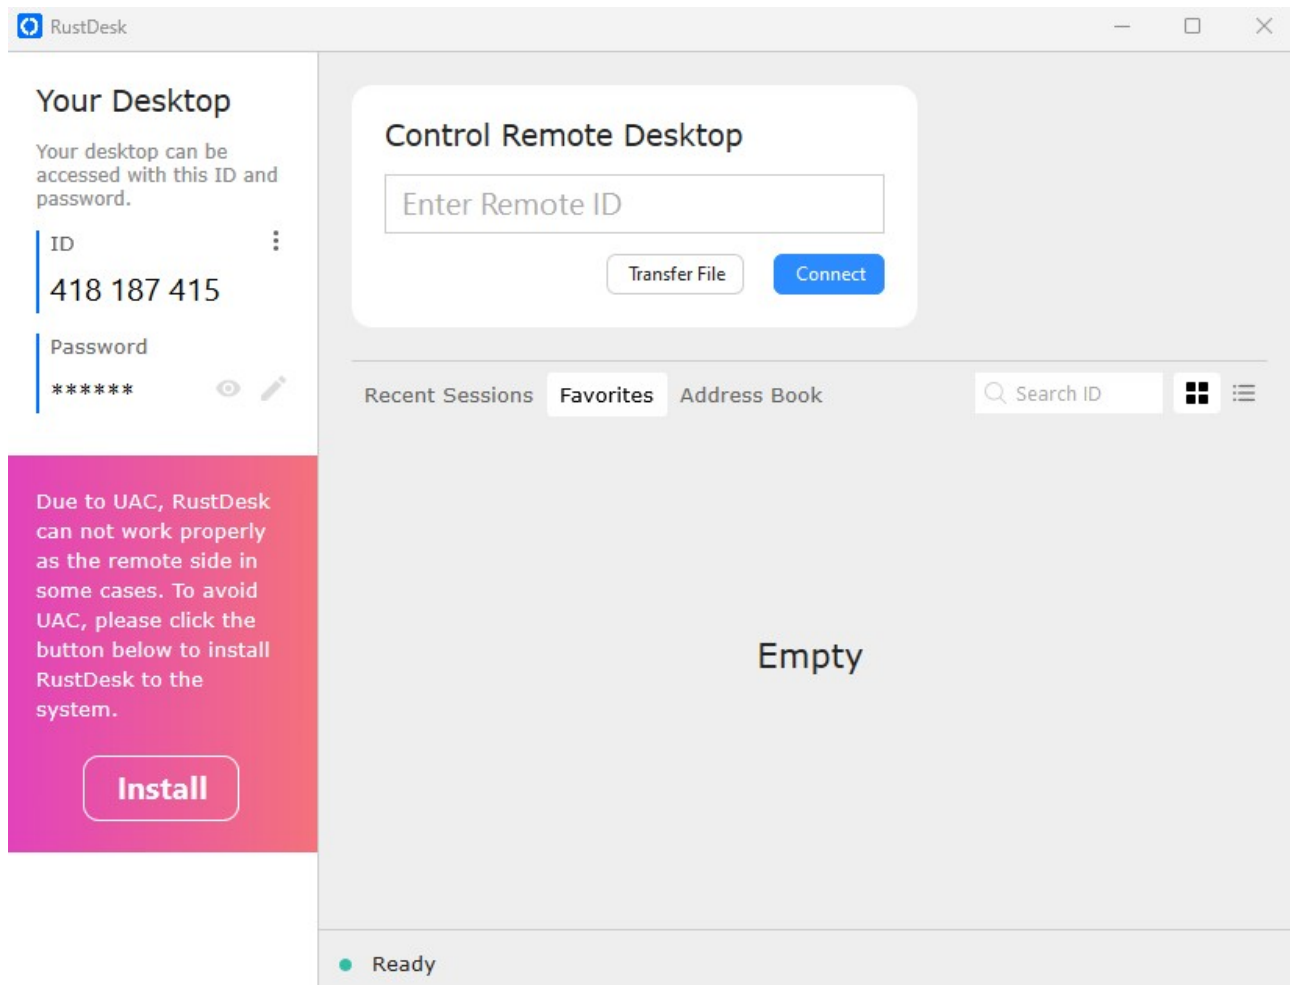 RustDesk
Your Desktop
Your desktop can be
accessed with this ID and
password.
ID
418 187 415
Password
******
Due to UAC, RustDesk
can not work properly
as the remote side in
some cases. To avoid
UAC, please click the
button below to install
RustDesk to the
system.
Install
Control Remote Desktop
Enter Remote ID
Transfer File Connect
Recent Sessions Favorites Address Book Search ID
Empty
Ready